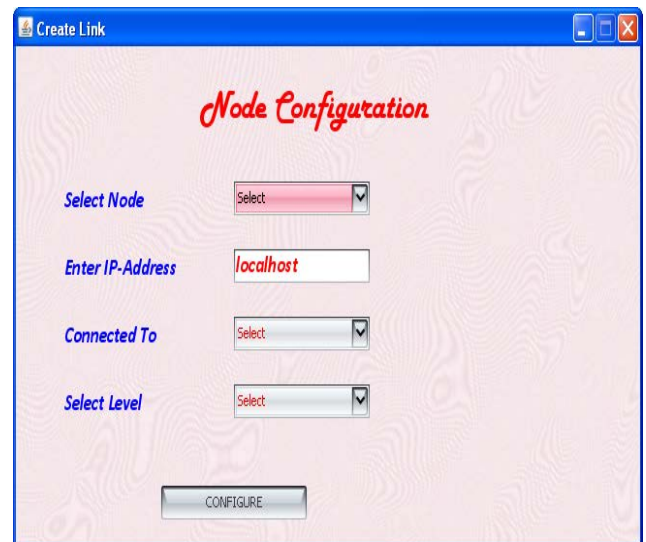 Create Link
Node Configuration
Select Node Select
Enter IP-Address localhost
Connected To Select
Select Level Select
CONFIGURE